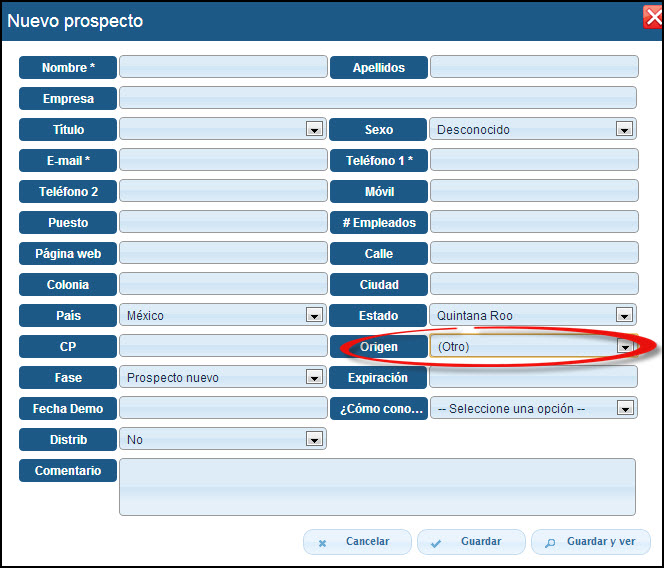 Nuevo prospecto
Nombre * Apellidos
Empresa
Título Sexo Desconocido
E-mail * Teléfono 1 *
Teléfono 2 Móvil
Puesto # Empleados
Página web Calle
Colonia Ciudad
País México Estado Quintana Roo
CP Origen (Otro)
Fase Prospecto nuevo Expiración
Fecha Demo ¿Cómo cono... -- Seleccione una opción --
Distrib No
Comentario
Cancelar Guardar Guardar y ver